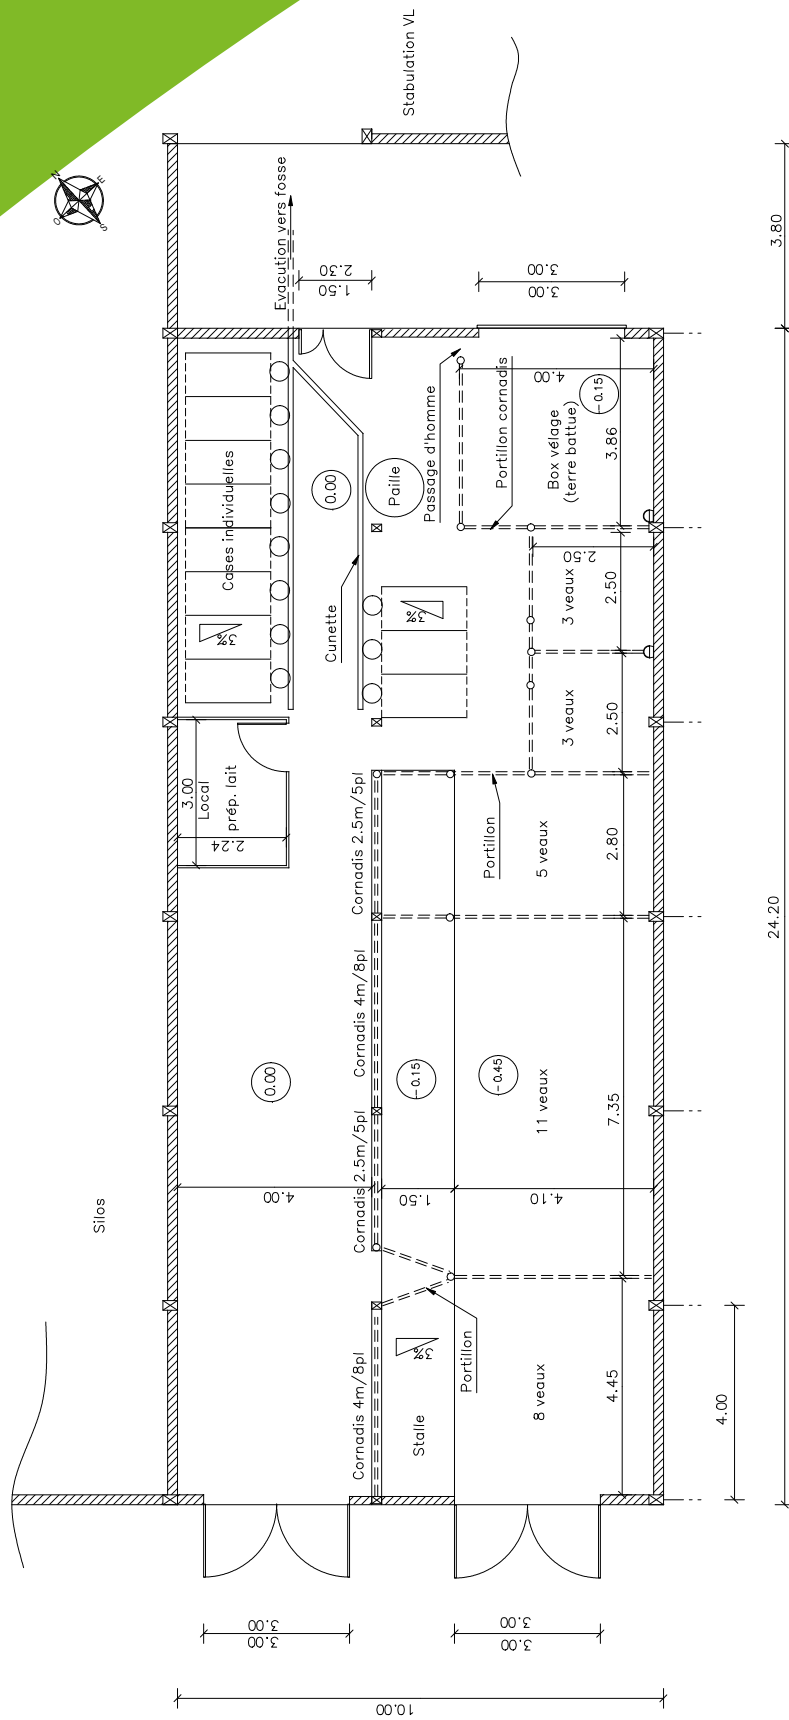 Stabulation VL
N
E
S
O
Evacution vers fosse
3.80
2.30
1.50
3.00
3.00
Cases individuelles
3%
0.00
Paille
Passage d'homme
Portillon cornadis
4.00
-0.15
Box vélage
(terre battue)
3.86
Cunette
3%
2.50
3 veaux
2.50
3 veaux
2.50
3.00
Local
prép. lait
2.24
Cornadis 2.5m/5pl
Portillon
5 veaux
2.80
24.20
Cornadis 4m/8pl
0.00
-0.15
-0.45
11 veaux
7.35
Cornadis 2.5m/5pl
4.00
1.50
4.10
Silos
3%
Portillon
Cornadis 4m/8pl
Stalle
8 veaux
4.45
4.00
3.00
3.00
3.00
3.00
10.00